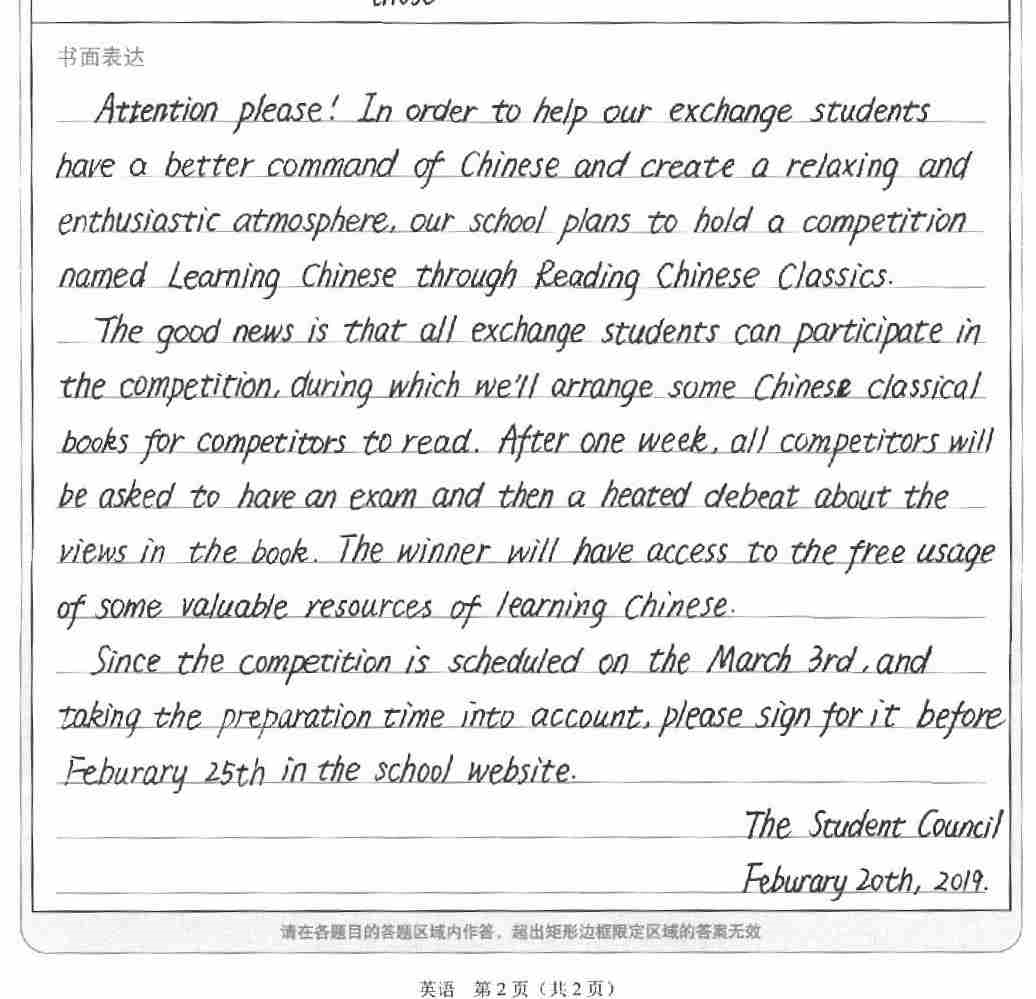 those
书面表达
Attention please! In order to help our exchange students
have a better command of Chinese and create a relaxing and
enthusiastic atmosphere, our school plans to hold a competition
named Learning Chinese through Reading Chinese Classics.
The good news is that all exchange students can participate in
the competition, during which we'll arrange some Chinese classical
books for competitors to read. After one week, all competitors will
be asked to have an exam and then a heated debeat about the
views in the book. The winner will have access to the free usage
of some valuable resources of learning Chinese.
Since the competition is scheduled on the March 3rd, and
taking the preparation time into account, please sign for it before
Feburary 25th in the school website.
The Student Council
Feburary 20th, 2019.
请在各题目的答题区域内作答，超出矩形边框限定区域的答案无效
英语 第2页（共2页）